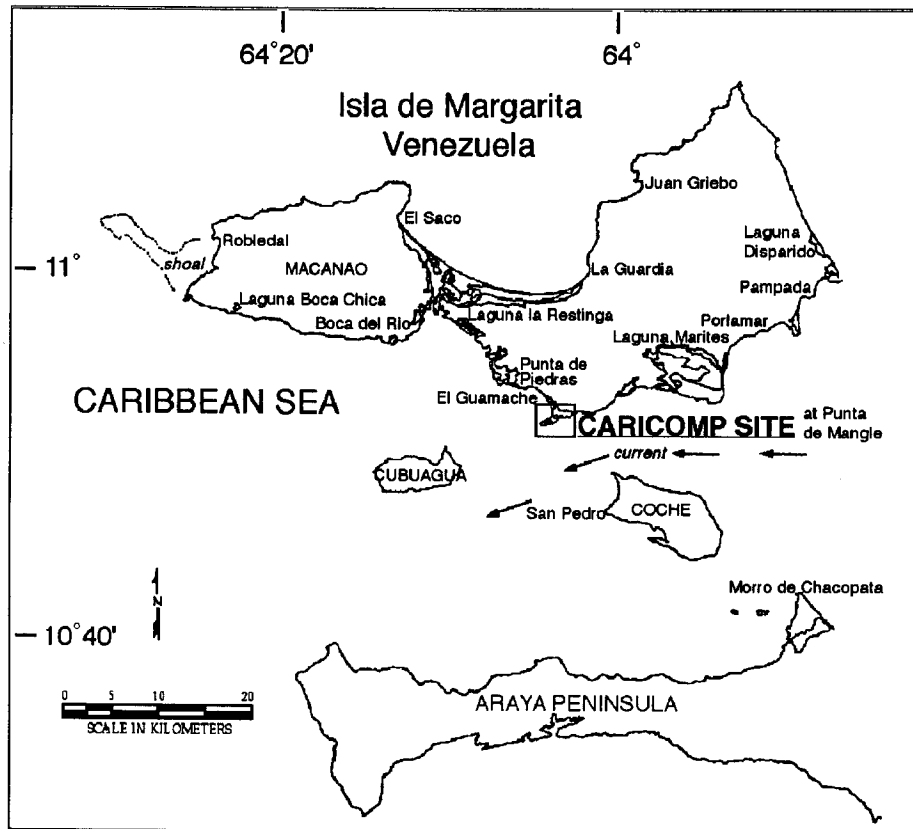 64°20'
64°
Isla de Margarita
Venezuela
Juan Griebo
El Saco
Robledal
Laguna
Disparido
shoal
11°
MACANAO
La Guardia
Pampada
Laguna Boca Chica
Laguna la Restinga
Boca del Rio
Porlamar
Laguna Marites
Punta de
Piedras
CARIBBEAN SEA
El Guamache
CARICOMP SITE
at Punta
de Mangle
current
CUBUAGUA
San Pedro
COCHE
Morro de Chacopata
N
10°40'
ARAYA PENINSULA
0 5 10 20
SCALE IN KILOMETERS